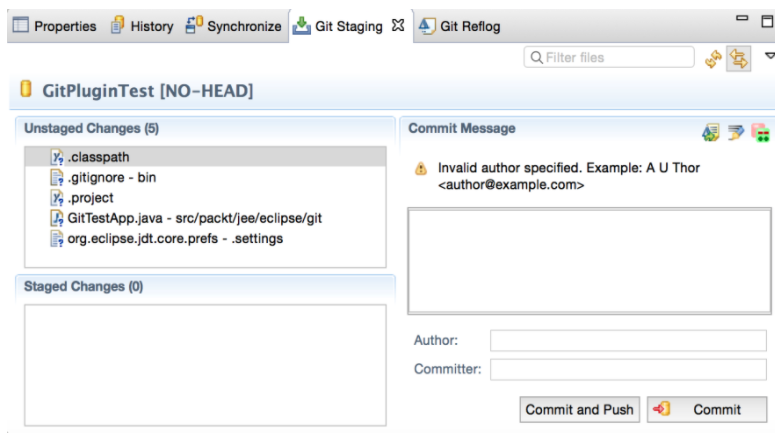 Properties History Synchronize Git Staging Git Reflog
Filter files
GitPluginTest [NO-HEAD]
Unstaged Changes (5)
.classpath
.gitignore - bin
.project
GitTestApp.java - src/packt/jee/eclipse/git
org.eclipse.jdt.core.prefs - .settings
Staged Changes (0)
Commit Message
Invalid author specified. Example: A U Thor
<author@example.com>
Author:
Committer:
Commit and Push Commit